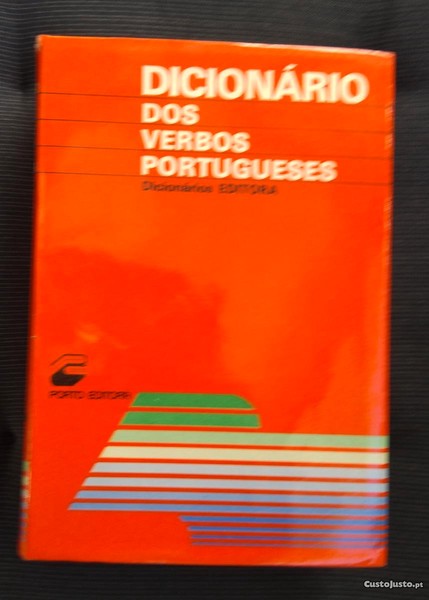 DICIONÁRIO
DOS
VERBOS
PORTUGUESES
Dicionários EDITORA
PORTO EDITORA
CustoJusto.pt